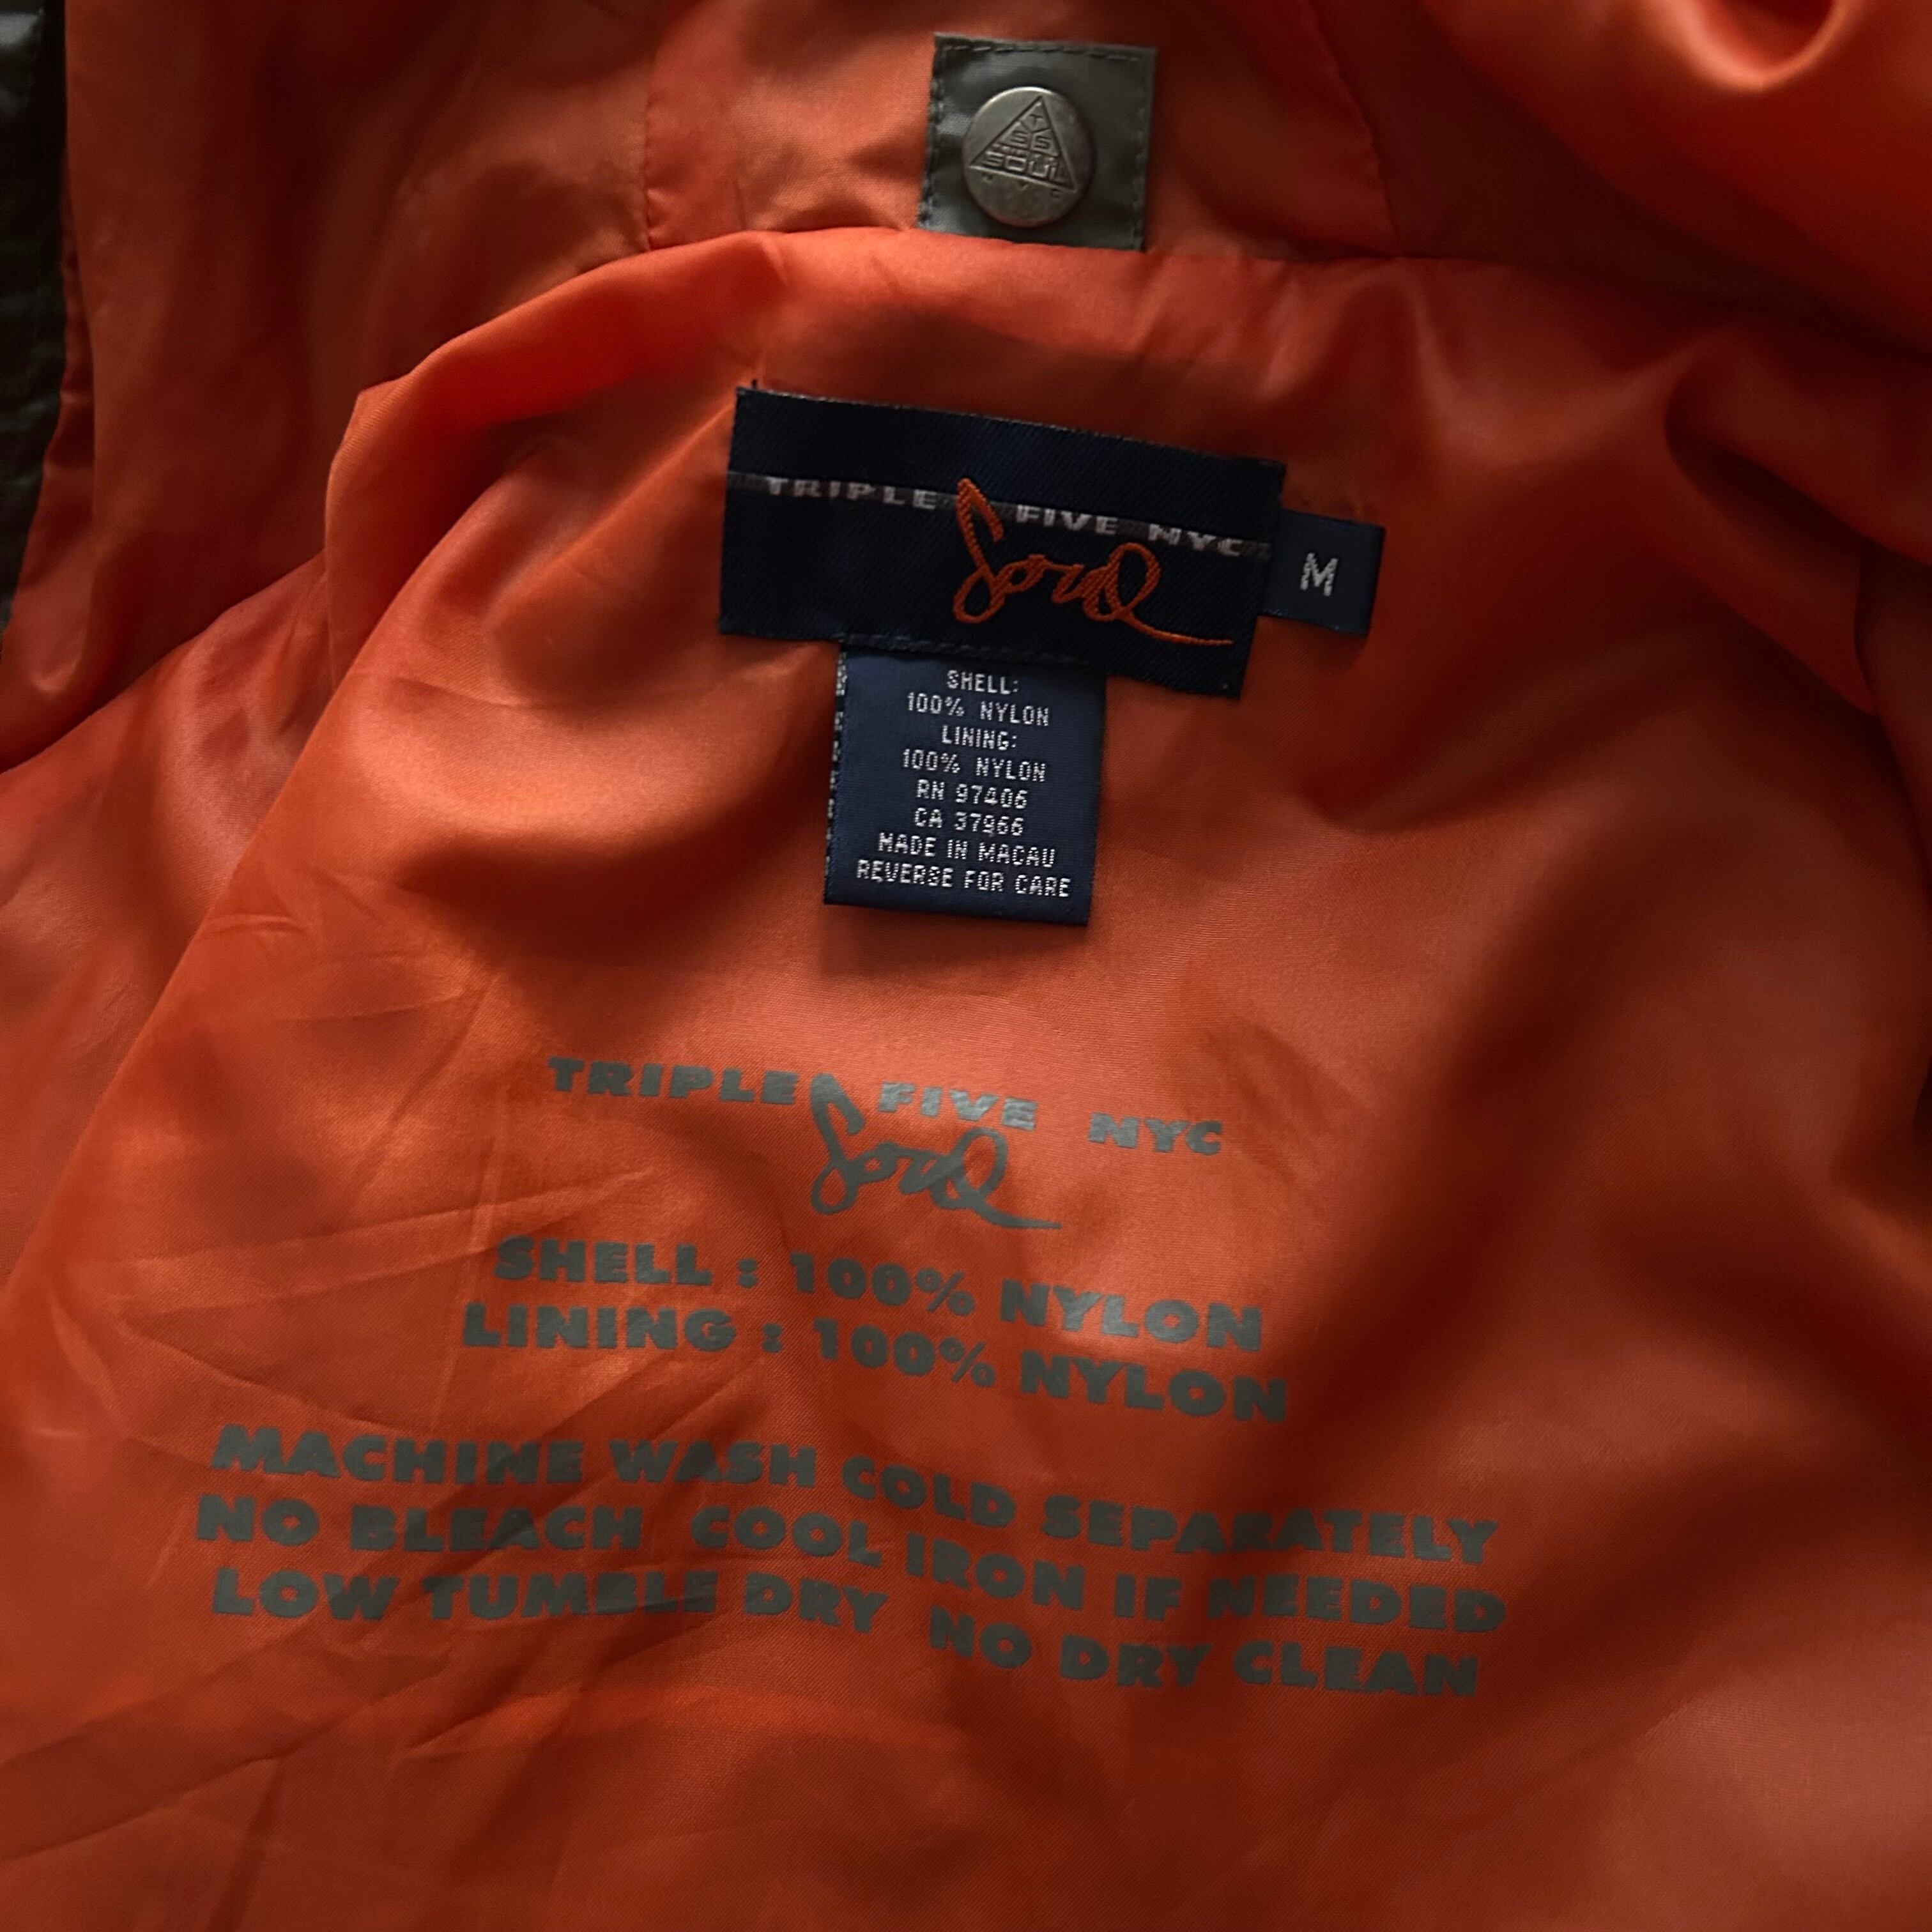 SOUL
NYC
TRIPLE FIVE NYC
Soul
M
SHELL:
100% NYLON
LINING:
100% NYLON
RN 97406
CA 37966
MADE IN MACAU
REVERSE FOR CARE
TRIPLE FIVE NYC
Soul
SHELL : 100% NYLON
LINING : 100% NYLON
MACHINE WASH COLD SEPARATELY
NO BLEACH COOL IRON IF NEEDED
LOW TUMBLE DRY NO DRY CLEAN